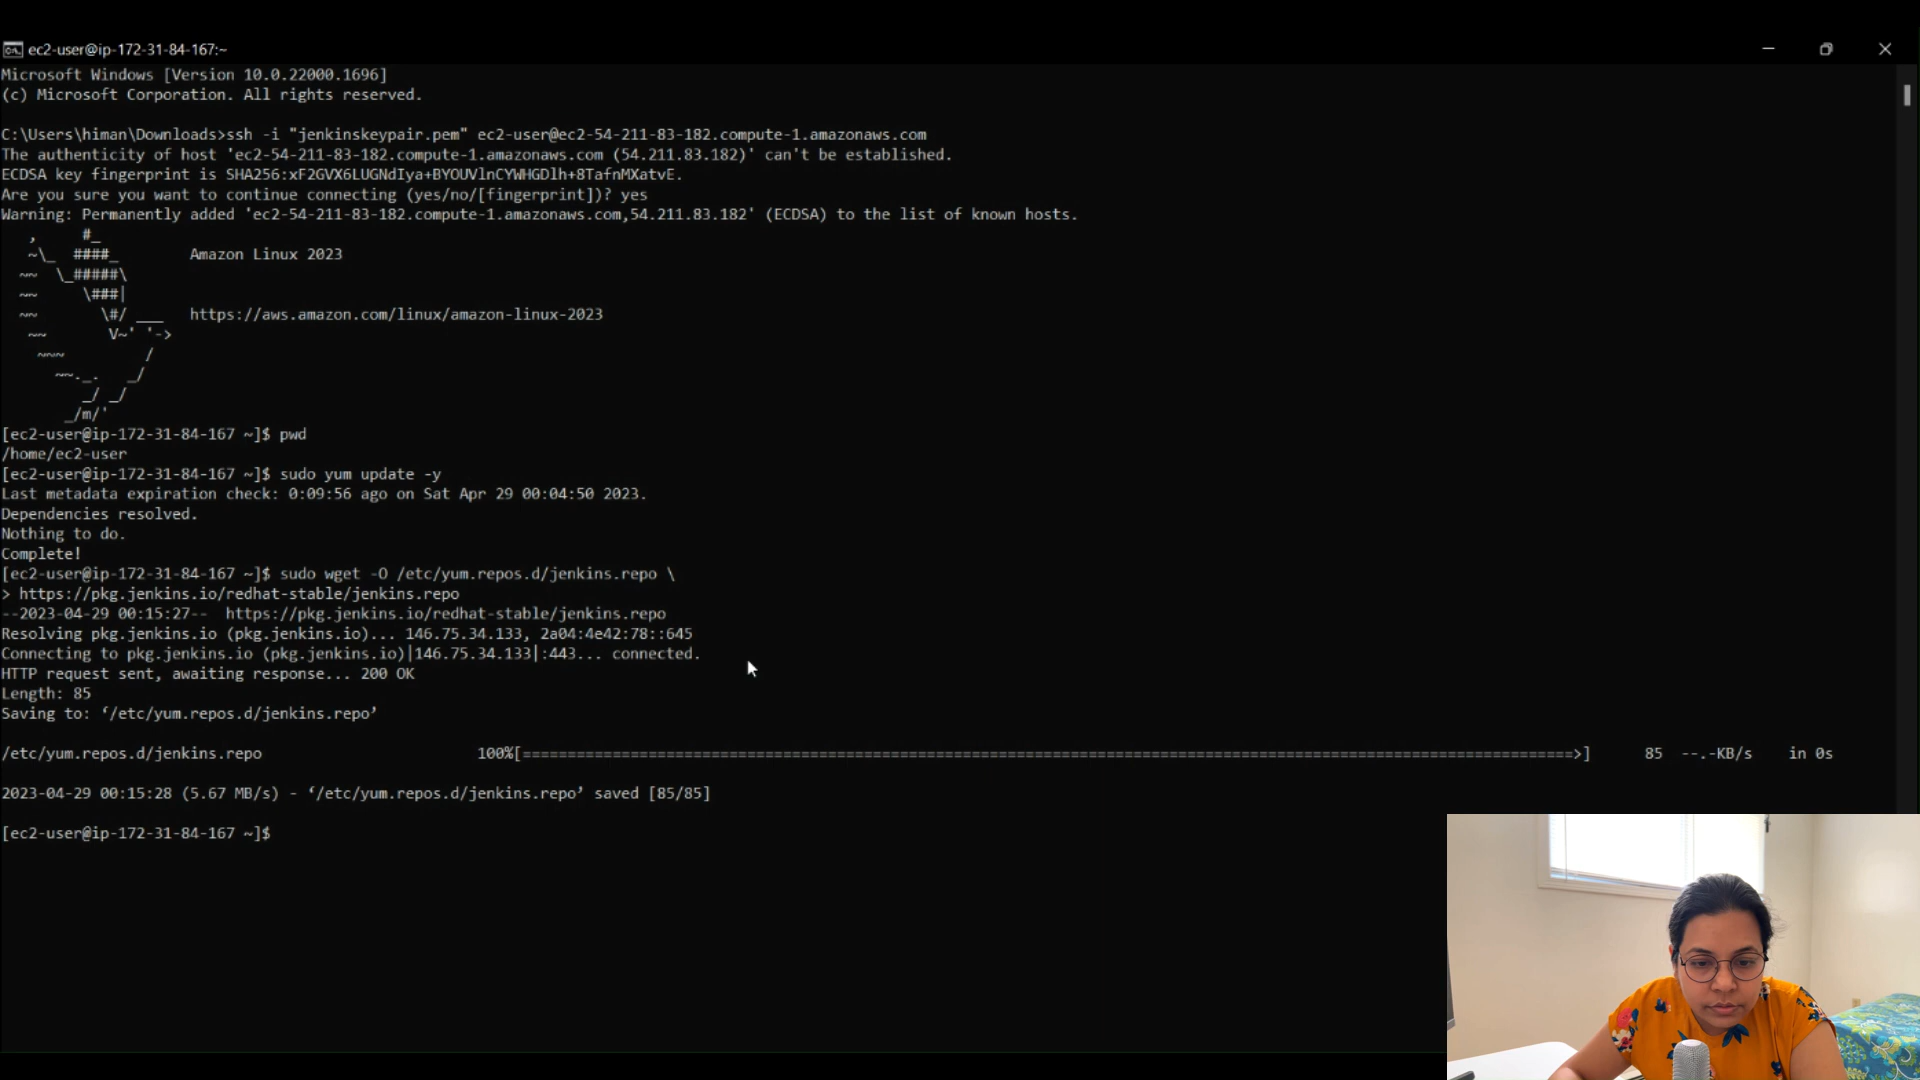 ec2-user@ip-172-31-84-167:~
Microsoft Windows [Version 10.0.22000.1696]
(c) Microsoft Corporation. All rights reserved.
C:\Users\himan\Downloads>ssh -i "jenkinskeypair.pem" ec2-user@ec2-54-211-83-182.compute-1.amazonaws.com
The authenticity of host 'ec2-54-211-83-182.compute-1.amazonaws.com (54.211.83.182)' can't be established.
ECDSA key fingerprint is SHA256:xF2GVX6LUGNdIya+BYOUVlnCYWHGDlh+8TafnMXatvE.
Are you sure you want to continue connecting (yes/no/[fingerprint])? yes
Warning: Permanently added 'ec2-54-211-83-182.compute-1.amazonaws.com,54.211.83.182' (ECDSA) to the list of known hosts.
   ,     #_
   ~\_  ####_        Amazon Linux 2023
  ~~  \_#####\
  ~~     \###|
  ~~       \#/ ___   https://aws.amazon.com/linux/amazon-linux-2023
   ~~       V~' '->
    ~~~         /
      ~~._.   _/
         _/ _/
       _/m/'
[ec2-user@ip-172-31-84-167 ~]$ pwd
/home/ec2-user
[ec2-user@ip-172-31-84-167 ~]$ sudo yum update -y
Last metadata expiration check: 0:09:56 ago on Sat Apr 29 00:04:50 2023.
Dependencies resolved.
Nothing to do.
Complete!
[ec2-user@ip-172-31-84-167 ~]$ sudo wget -O /etc/yum.repos.d/jenkins.repo \
> https://pkg.jenkins.io/redhat-stable/jenkins.repo
--2023-04-29 00:15:27--  https://pkg.jenkins.io/redhat-stable/jenkins.repo
Resolving pkg.jenkins.io (pkg.jenkins.io)... 146.75.34.133, 2a04:4e42:78::645
Connecting to pkg.jenkins.io (pkg.jenkins.io)|146.75.34.133|:443... connected.
HTTP request sent, awaiting response... 200 OK
Length: 85
Saving to: ‘/etc/yum.repos.d/jenkins.repo’
/etc/yum.repos.d/jenkins.repo 100%[=====================================================================================================================>] 85 --.-KB/s in 0s
2023-04-29 00:15:28 (5.67 MB/s) - ‘/etc/yum.repos.d/jenkins.repo’ saved [85/85]
[ec2-user@ip-172-31-84-167 ~]$